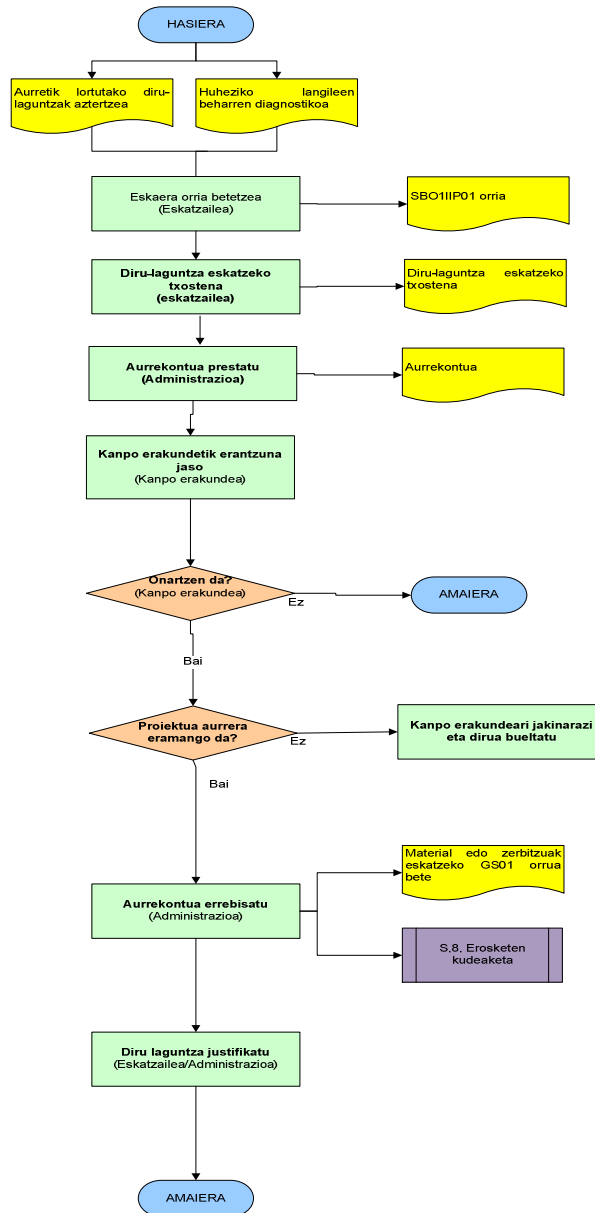 HASIERA
Aurretik lortutako diru-
laguntzak aztertzea
Huheziko langileen
beharren diagnostikoa
Eskaera orria betetzea
(Eskatzailea)
SBO1IIP01 orria
Diru-laguntza eskatzeko
txostena
(eskatzailea)
Diru-laguntza eskatzeko
txostena
Aurrekontua prestatu
(Administrazioa)
Aurrekontua
Kanpo erakundetik erantzuna
jaso
(Kanpo erakundea)
Onartzen da?
(Kanpo erakundea)
Ez
AMAIERA
Bai
Proiektua aurrera
eramango da?
Ez
Kanpo erakundeari jakinarazi
eta dirua bueltatu
Bai
Material edo zerbitzuak
eskatzeko GS01 orrua
bete
Aurrekontua errebisatu
(Administrazioa)
S,8, Erosketen
kudeaketa
Diru laguntza justifikatu
(Eskatzailea/Administrazioa)
AMAIERA